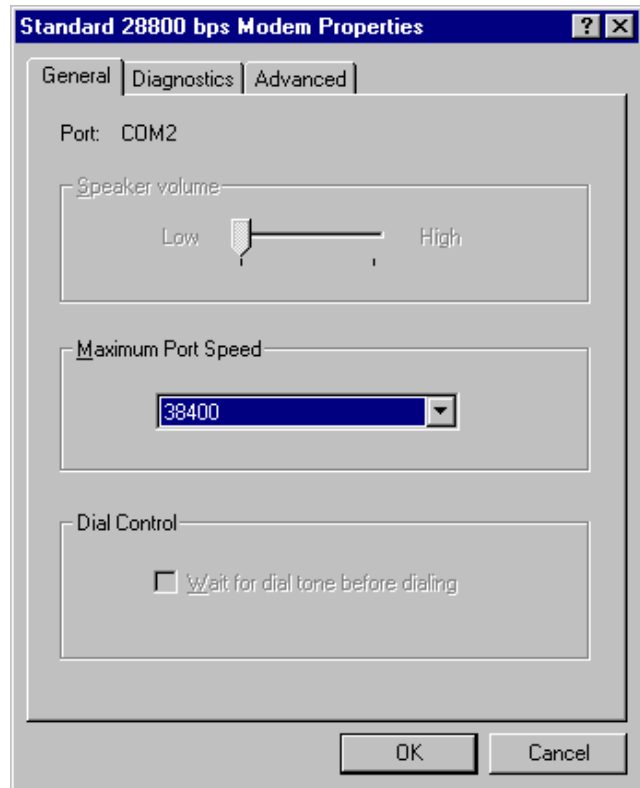 Standard 28800 bps Modem Properties
General Diagnostics Advanced
Port: COM2
Speaker volume
Low High
Maximum Port Speed
38400
Dial Control
Wait for dial tone before dialing
OK Cancel